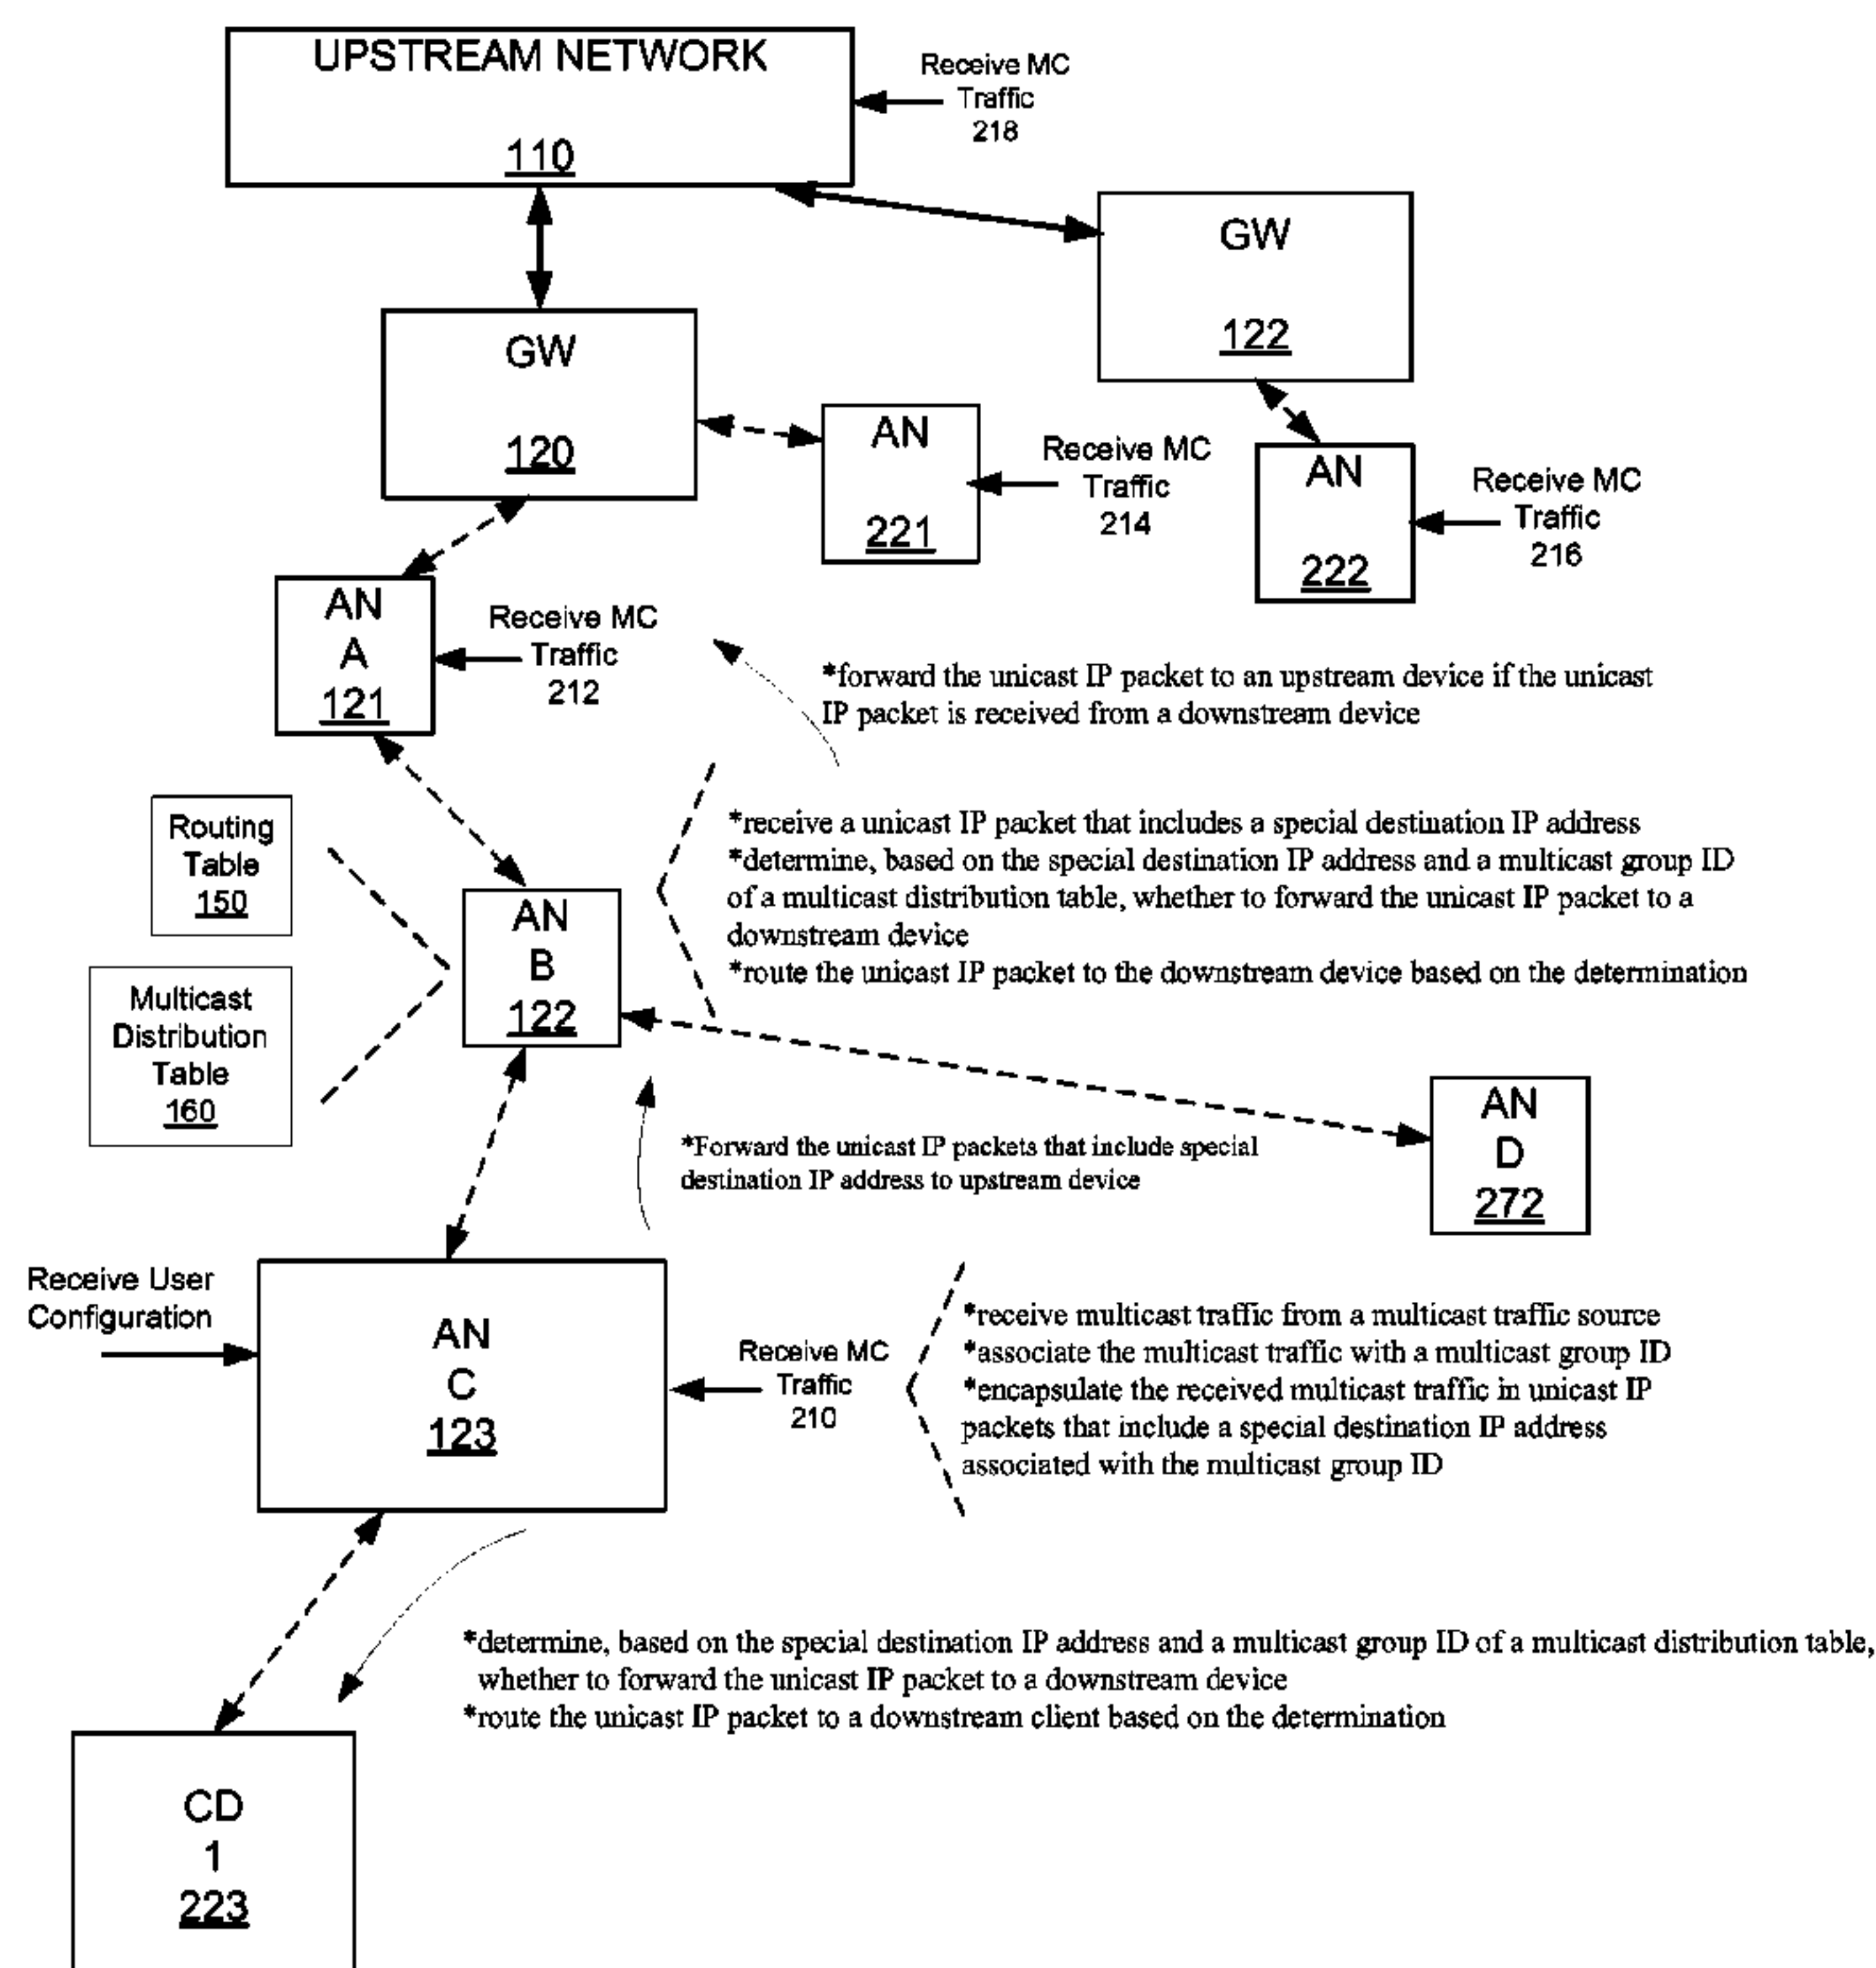 UPSTREAM NETWORK
110
Receive MC
Traffic
218
GW
122
GW
120
AN
221
Receive MC
Traffic
214
AN
222
Receive MC
Traffic
216
AN
A
121
Receive MC
Traffic
212
*forward the unicast IP packet to an upstream device if the unicast
IP packet is received from a downstream device
Routing
Table
150
Multicast
Distribution
Table
160
AN
B
122
*receive a unicast IP packet that includes a special destination IP address
*determine, based on the special destination IP address and a multicast group ID
of a multicast distribution table, whether to forward the unicast IP packet to a
downstream device
*route the unicast IP packet to the downstream device based on the determination
AN
D
272
*Forward the unicast IP packets that include special
destination IP address to upstream device
Receive User
Configuration
AN
C
123
Receive MC
Traffic
210
*receive multicast traffic from a multicast traffic source
*associate the multicast traffic with a multicast group ID
*encapsulate the received multicast traffic in unicast IP
packets that include a special destination IP address
associated with the multicast group ID
*determine, based on the special destination IP address and a multicast group ID of a multicast distribution table,
whether to forward the unicast IP packet to a downstream device
*route the unicast IP packet to a downstream client based on the determination
CD
1
223